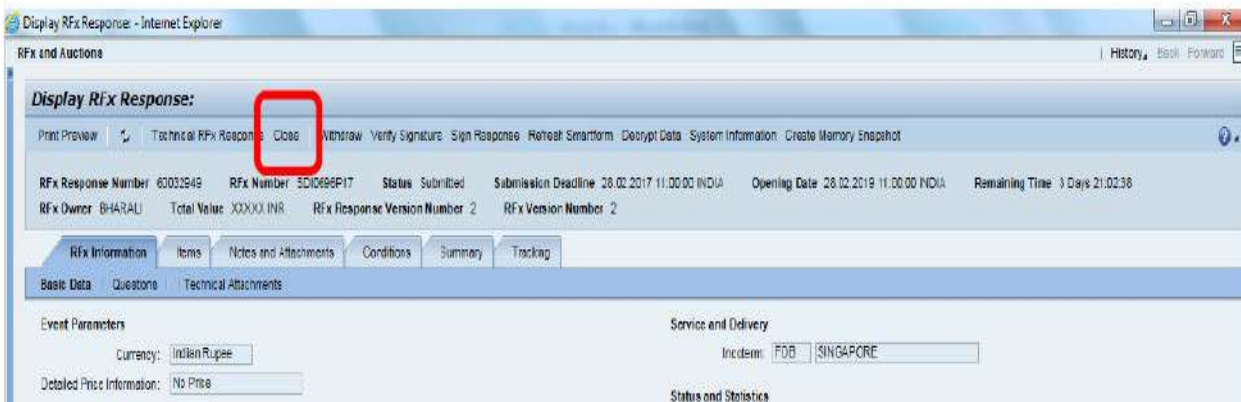 Display RFx Response: - Internet Explorer
RFx and Auctions
History Back Forward
Display RFx Response:
Print Preview Technical RFx Response Close Withdraw Verify Signature Sign Response Refresh Smartform Decrypt Data System Information Create Memory Snapshot
RFx Response Number 60032949 RFx Number SDI0696P17 Status Submitted Submission Deadline 28.02.2017 11:00:00 INDIA Opening Date 28.02.2019 11:00:00 INDIA Remaining Time 3 Days 21:02:38
RFx Owner BHARALI Total Value XXXXX INR RFx Response Version Number 2 RFx Version Number 2
RFx Information Items Notes and Attachments Conditions Summary Tracking
Basic Data Questions Technical Attachments
Event Parameters Service and Delivery
Currency: Indian Rupee Incoterm: FOB SINGAPORE
Detailed Price Information: No Price
Status and Statistics